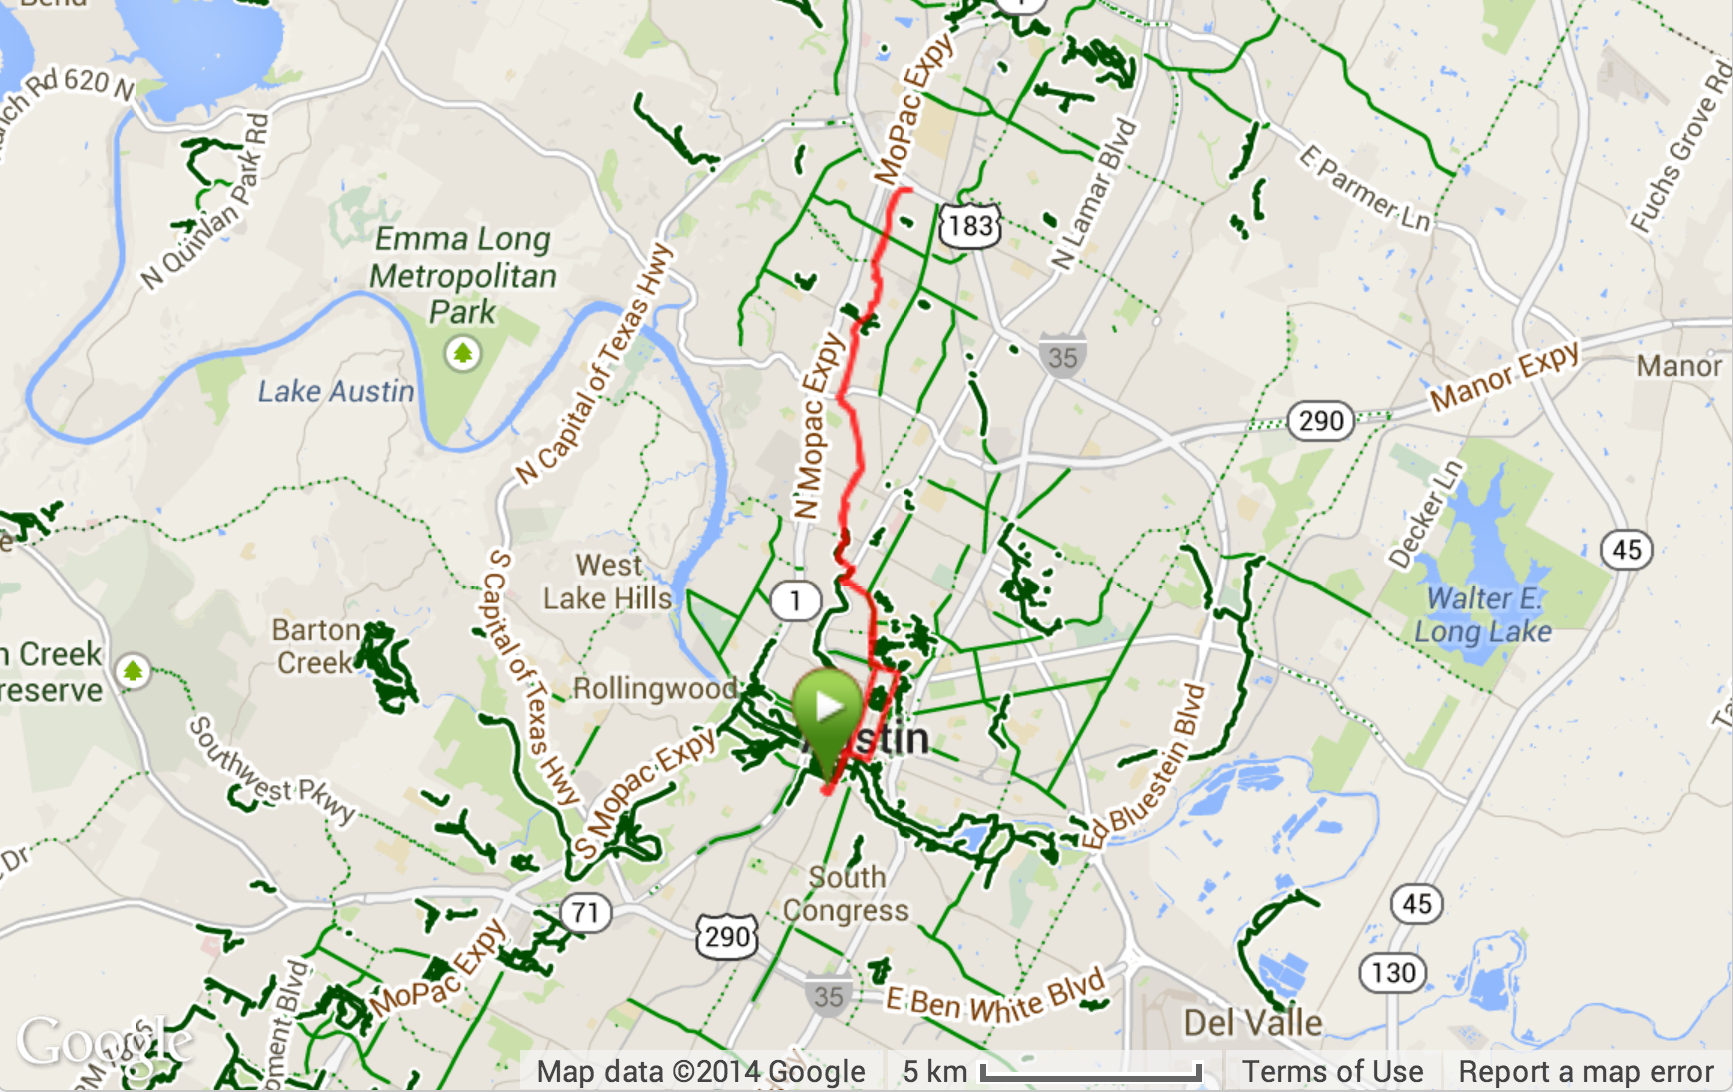 Ranch Rd 620 N
MoPac Expy
N Quinlan Park Rd
N Lamar Blvd
E Parmer Ln
Fuchs Grove Rd
183
Emma Long
Metropolitan
Park
N Capital of Texas Hwy
35
Manor Expy
Manor
Lake Austin
N Mopac Expy
290
Decker Ln
45
S Capital of Texas Hwy
West
Lake Hills
1
Walter E.
Long Lake
Barton
Creek
n Creek
reserve
Rollingwood
Southwest Pkwy
S Mopac Expy
Austin
Ed Bluestein Blvd
Dr
South
Congress
71
290
45
130
MoPac Expy
35
E Ben White Blvd
Del Valle
Google
Map data ©2014 Google
5 km
Terms of Use
Report a map error